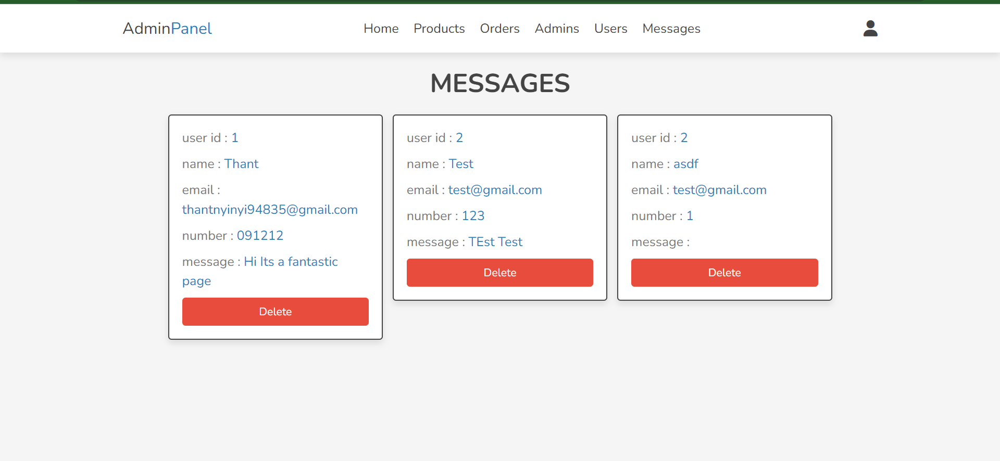 AdminPanel
Home Products Orders Admins Users Messages
MESSAGES
user id : 1
name : Thant
email :
thantnyinyi94835@gmail.com
number : 091212
message : Hi Its a fantastic
page
Delete
user id : 2
name : Test
email : test@gmail.com
number : 123
message : TEst Test
Delete
user id : 2
name : asdf
email : test@gmail.com
number : 1
message :
Delete